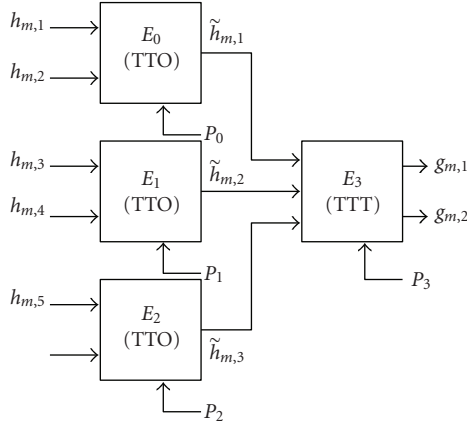 h_{m,1}
h_{m,2}
E_0
(TTO)
h̃_{m,1}
P_0
h_{m,3}
h_{m,4}
E_1
(TTO)
h̃_{m,2}
P_1
h_{m,5}
E_2
(TTO)
h̃_{m,3}
P_2
E_3
(TTT)
g_{m,1}
g_{m,2}
P_3